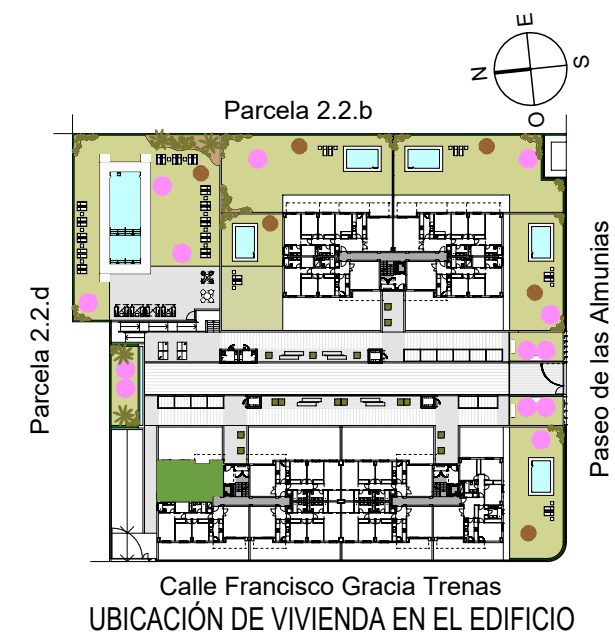 E
N
S
O
Parcela 2.2.b
Parcela 2.2.d
Paseo de las Almunias
Calle Francisco Gracia Trenas
UBICACIÓN DE VIVIENDA EN EL EDIFICIO